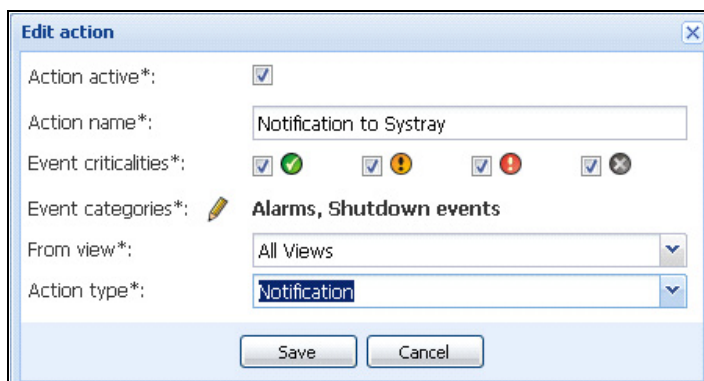 Edit action
Action active*:
Action name*: Notification to Systray
Event criticalities*:
Event categories*: Alarms, Shutdown events
From view*: All Views
Action type*: Notification
Save Cancel